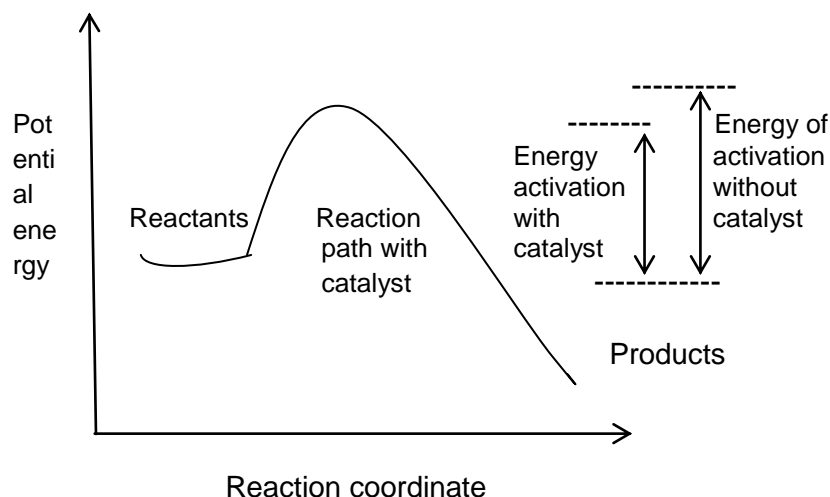 Pot
enti
al
ene
rgy
Reactants
Reaction
path with
catalyst
Energy
activation
with
catalyst
Energy of
activation
without
catalyst
Products
Reaction coordinate